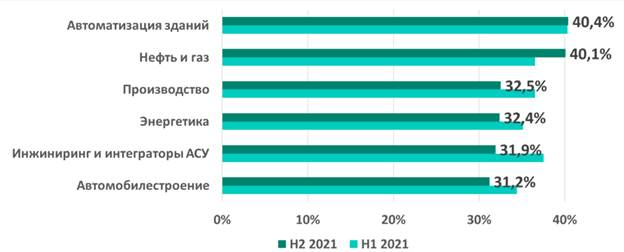 Автоматизация зданий
40,4%
Нефть и газ
40,1%
Производство
32,5%
Энергетика
32,4%
Инжиниринг и интеграторы АСУ
31,9%
Автомобилестроение
31,2%
0% 10% 20% 30% 40%
H2 2021 H1 2021